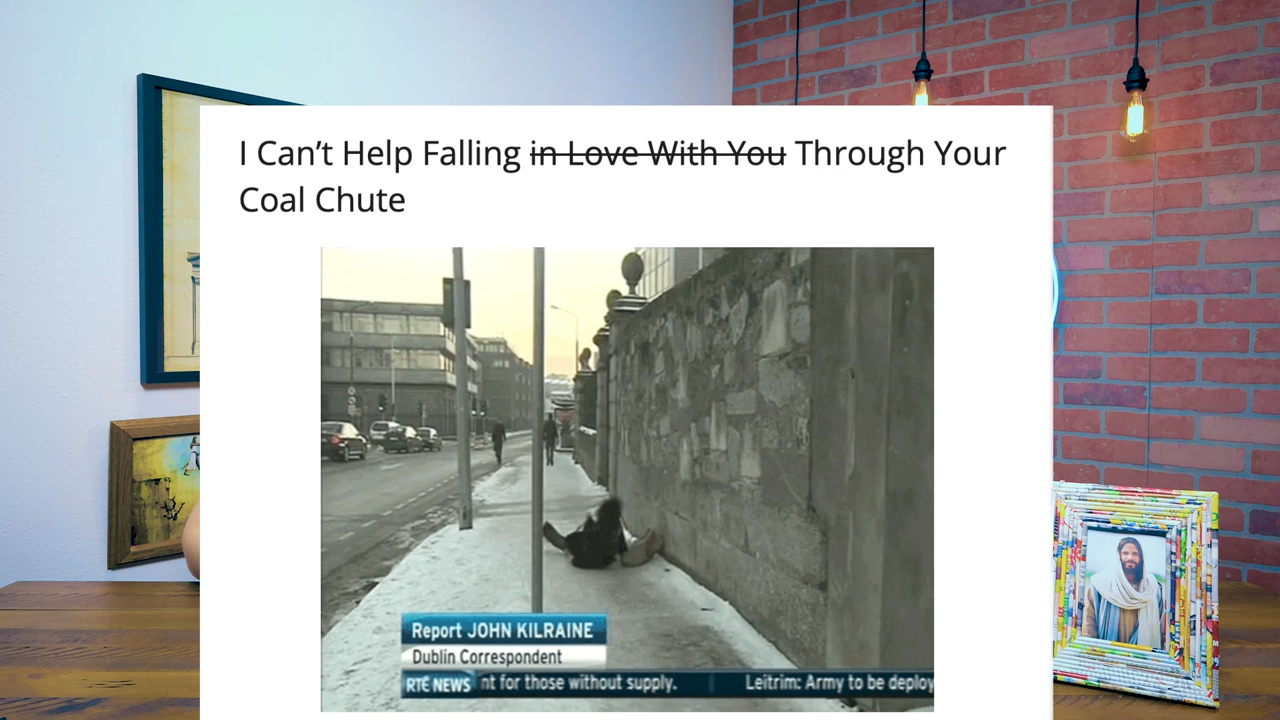 I Can’t Help Falling in Love With You Through Your
Coal Chute
Report JOHN KILRAINE
Dublin Correspondent
RTÉ NEWS nt for those without supply. Leitrim: Army to be deploy